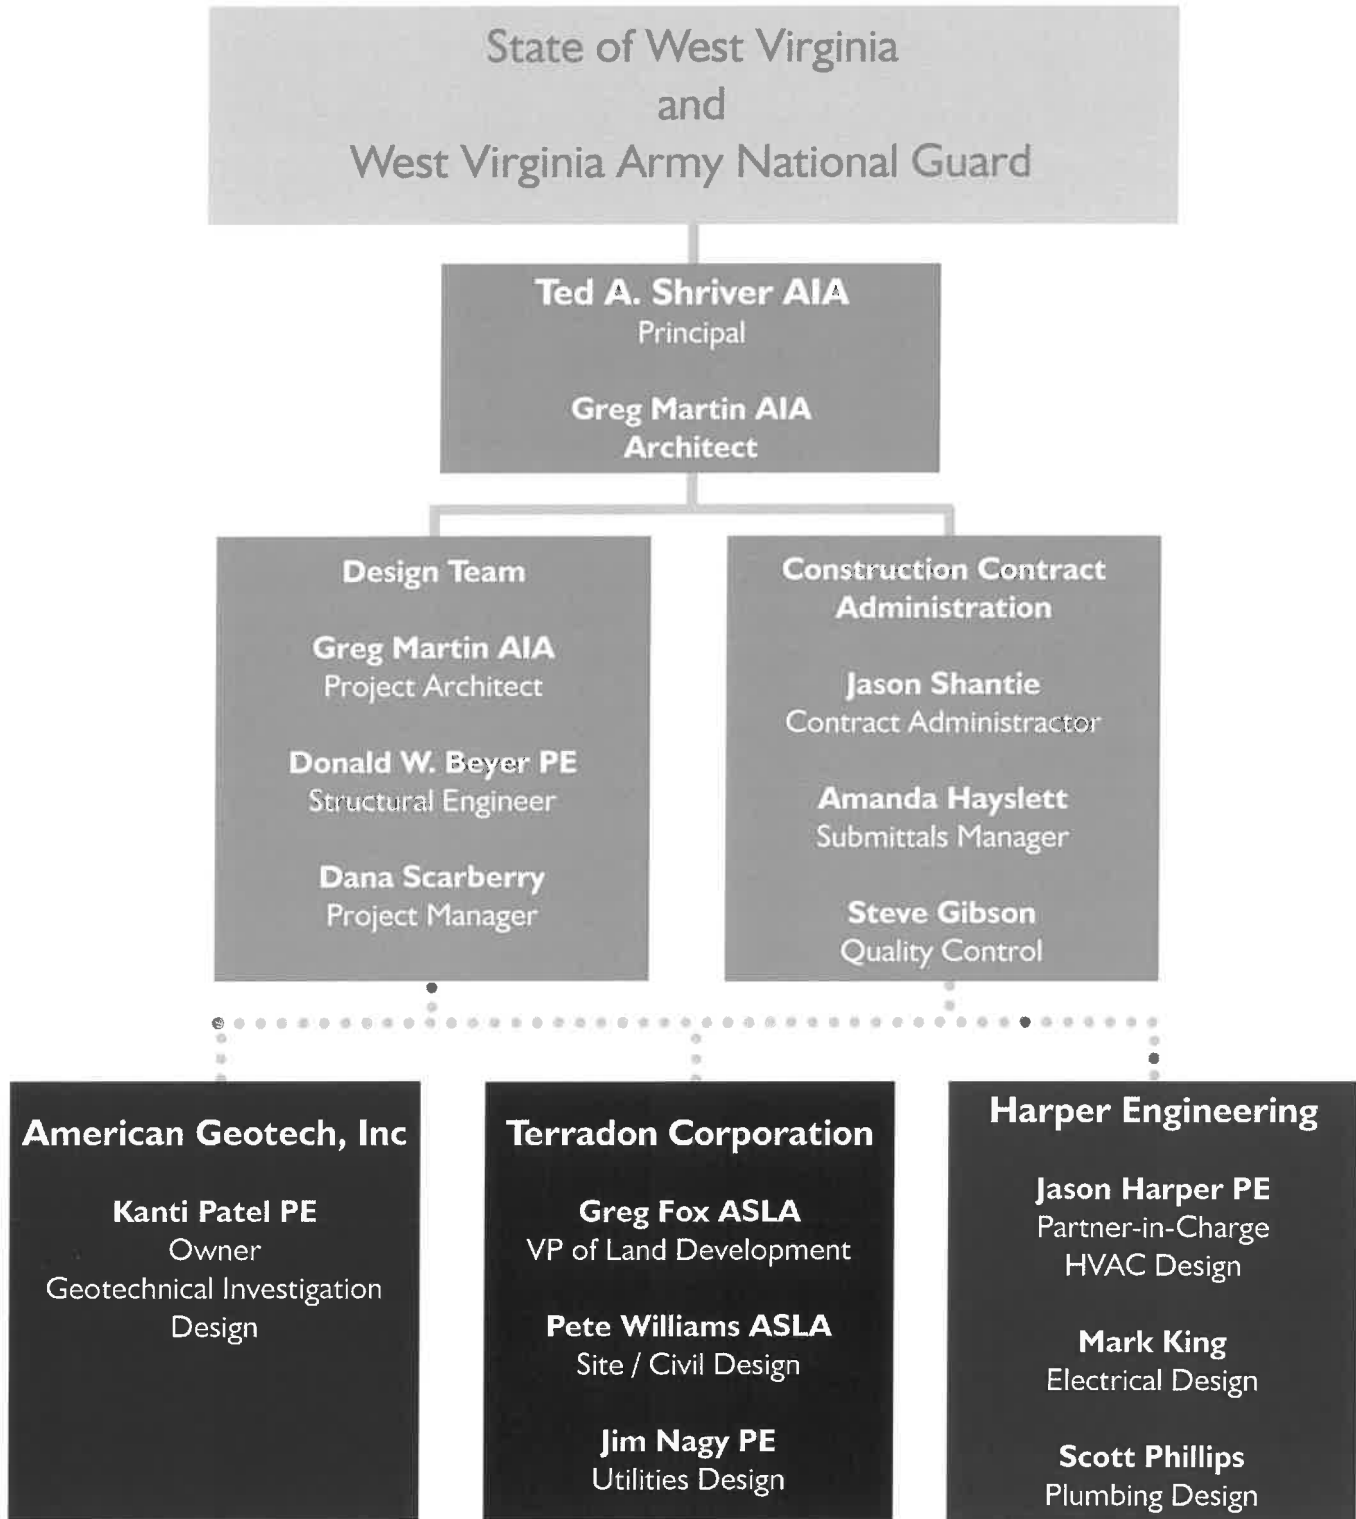 State of West Virginia
and
West Virginia Army National Guard
Ted A. Shriver AIA
Principal
Greg Martin AIA
Architect
Design Team
Greg Martin AIA
Project Architect
Donald W. Beyer PE
Structural Engineer
Dana Scarberry
Project Manager
Construction Contract
Administration
Jason Shantie
Contract Administractor
Amanda Hayslett
Submittals Manager
Steve Gibson
Quality Control
American Geotech, Inc
Kanti Patel PE
Owner
Geotechnical Investigation
Design
Terradon Corporation
Greg Fox ASLA
VP of Land Development
Pete Williams ASLA
Site / Civil Design
Jim Nagy PE
Utilities Design
Harper Engineering
Jason Harper PE
Partner-in-Charge
HVAC Design
Mark King
Electrical Design
Scott Phillips
Plumbing Design